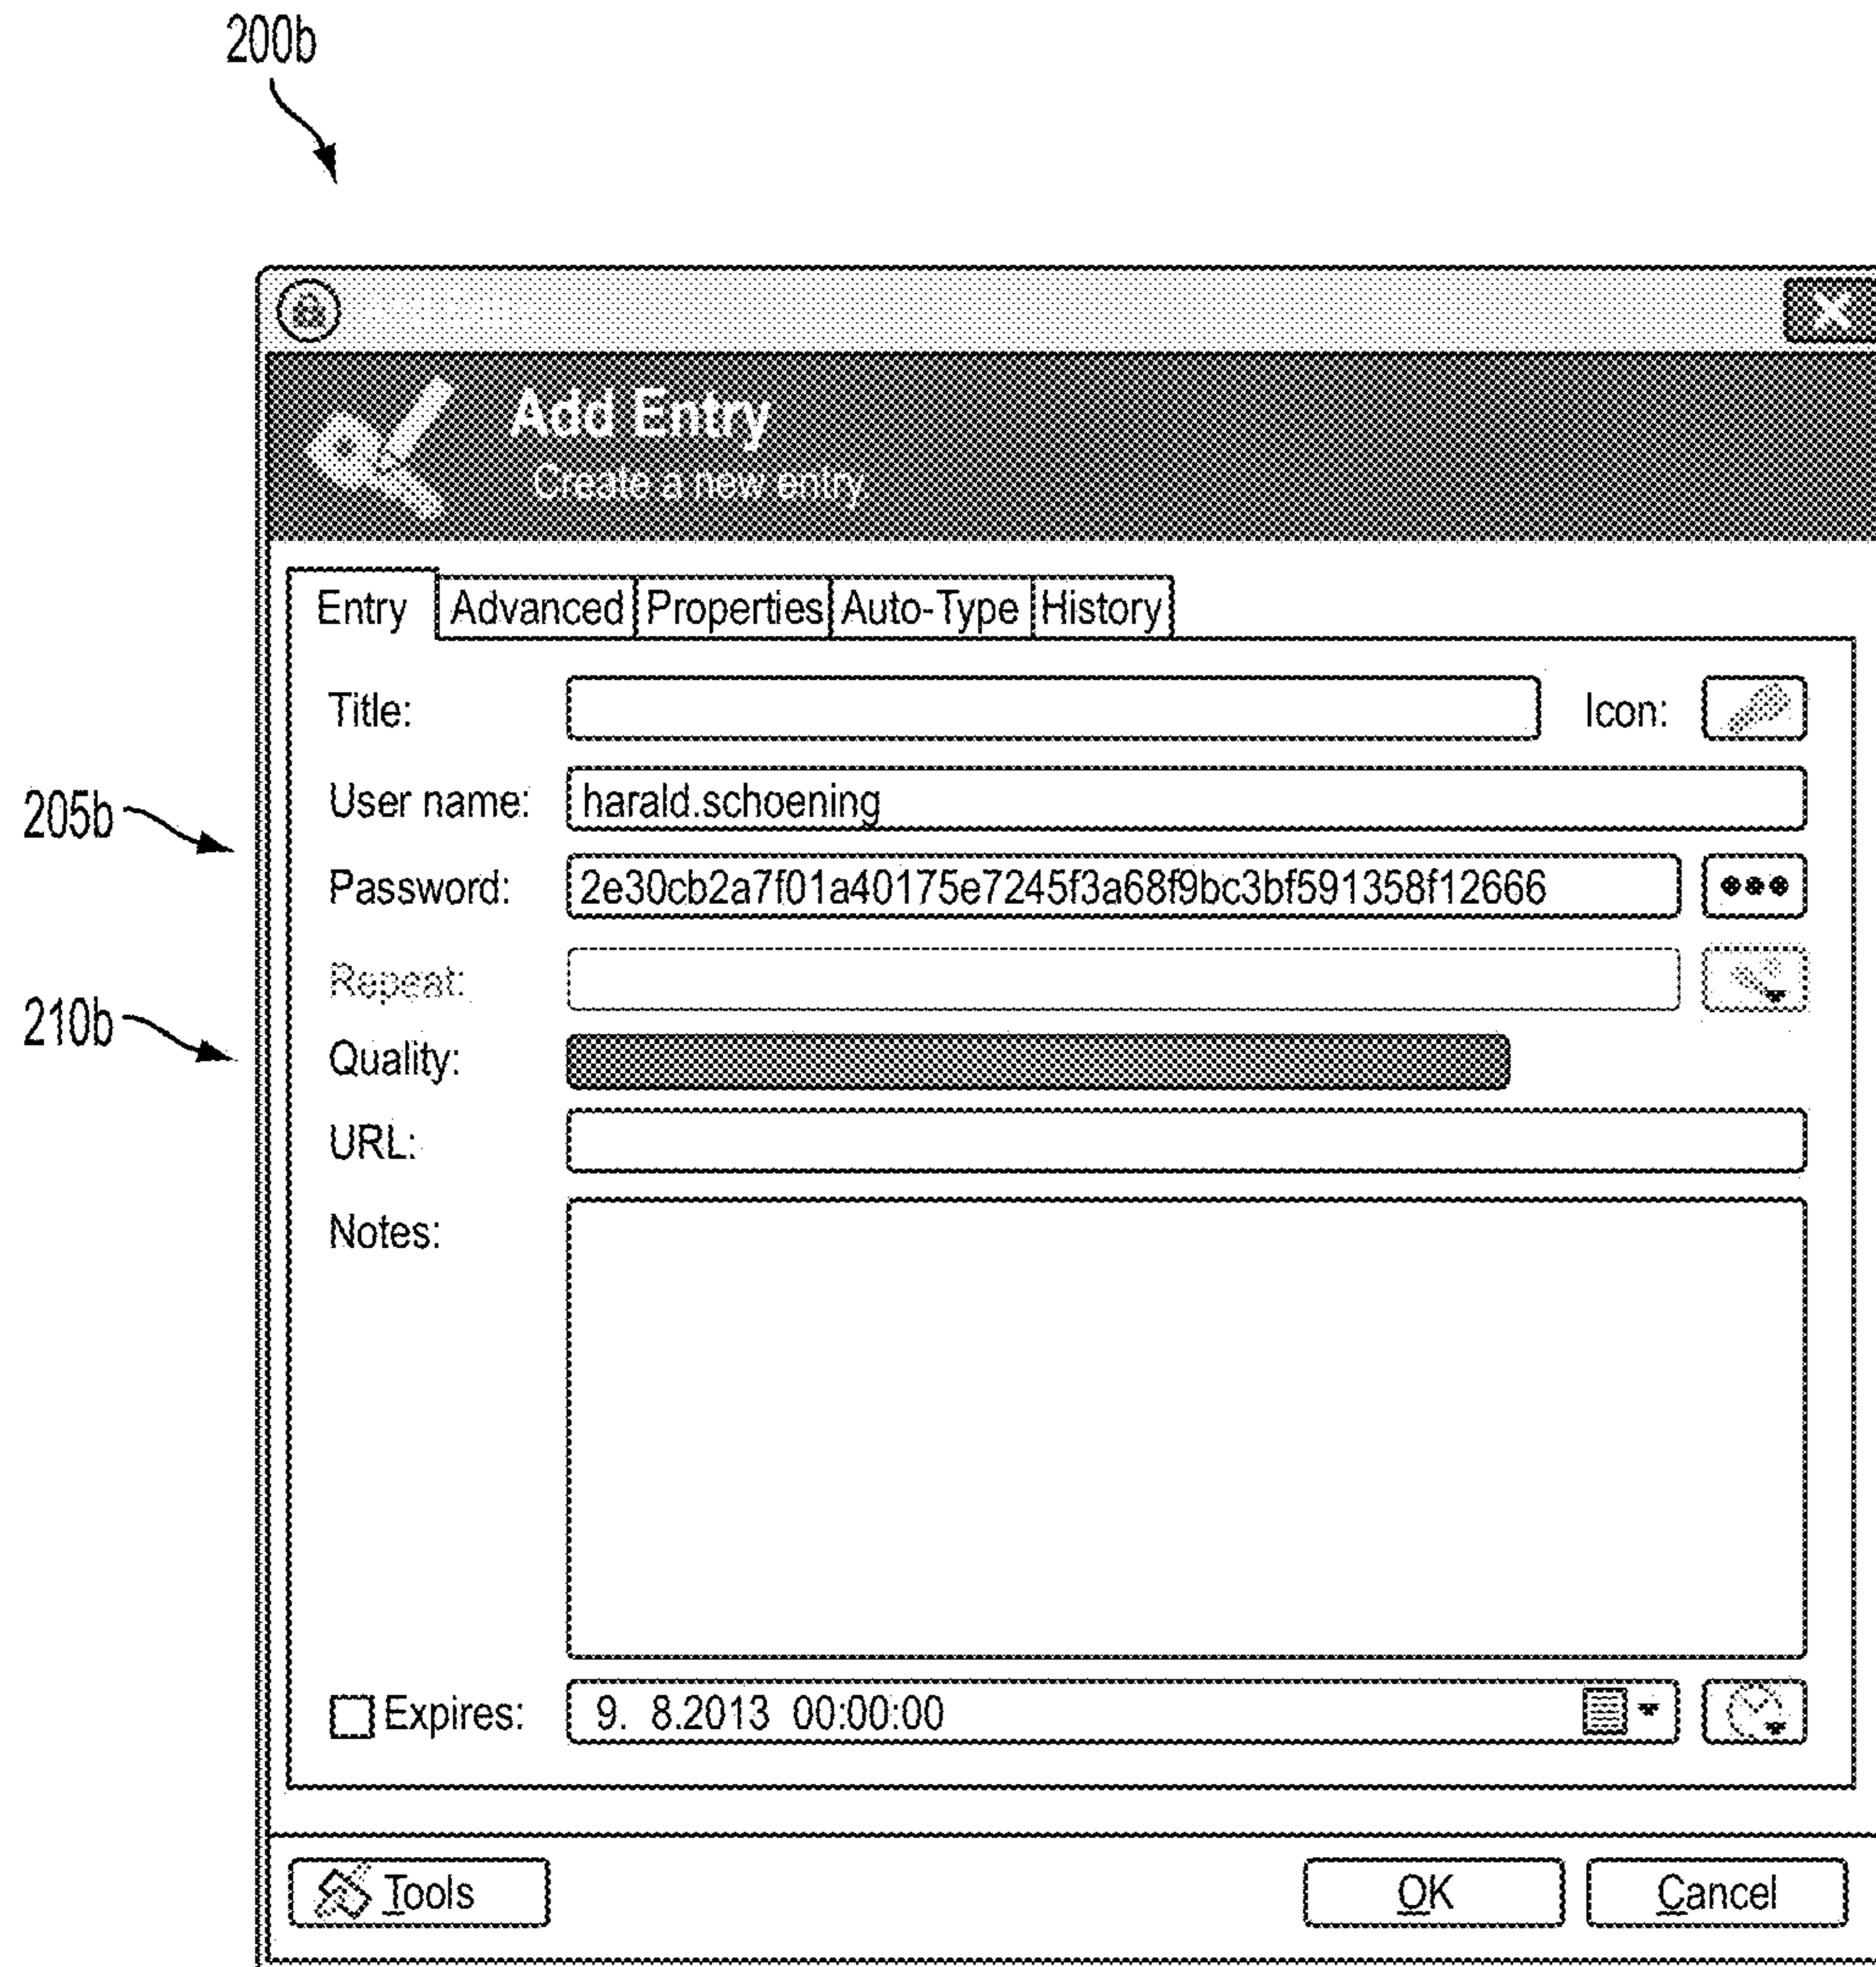 200b
Add Entry
Create a new entry
Entry Advanced Properties Auto-Type History
Title: Icon:
User name: harald.schoening
205b
Password: 2e30cb2a7f01a40175e7245f3a68f9bc3bf591358f12666
Repeat:
210b
Quality:
URL:
Notes:
Expires: 9. 8.2013 00:00:00
Tools OK Cancel